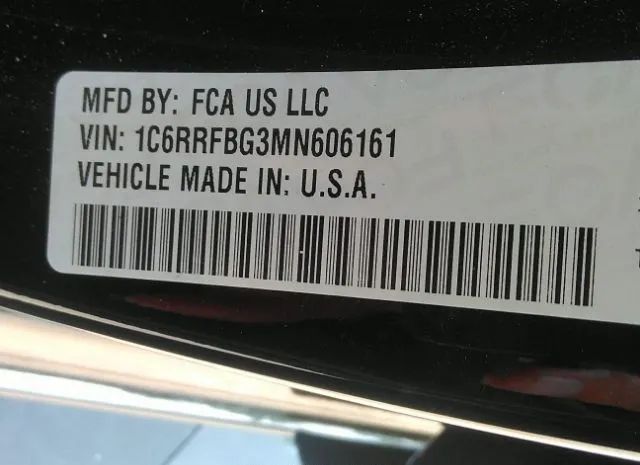 MFD BY: FCA US LLC
VIN: 1C6RRFBG3MN606161
VEHICLE MADE IN: U.S.A.